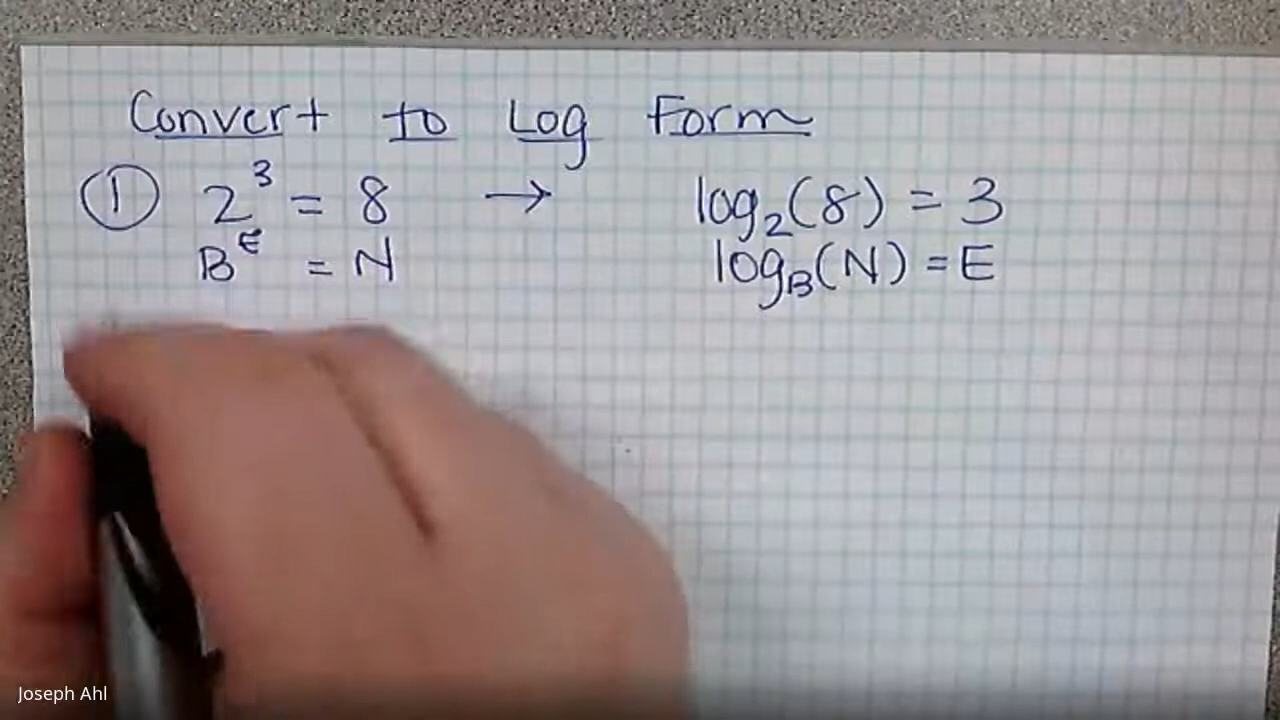 Convert to Log Form
① 2³ = 8 → log₂(8) = 3
Bᴱ = N log_B(N) = E
Joseph Ahl